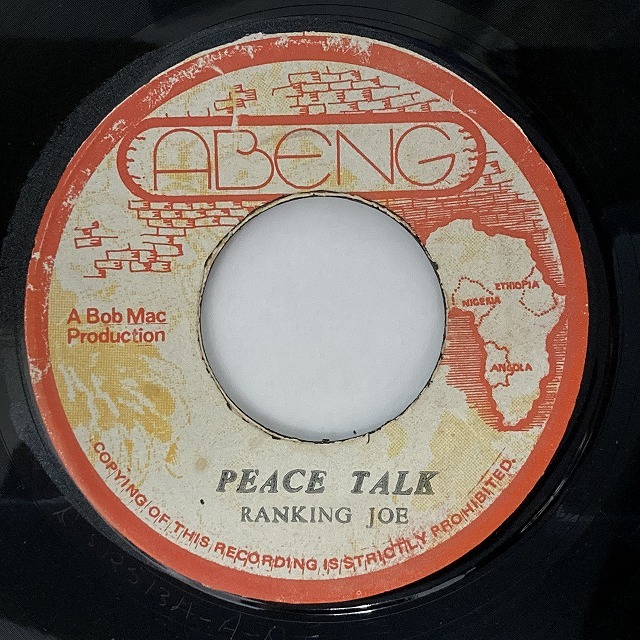 ABENG
ETHIOPIA
NIGERIA
ANGOLA
A Bob Mac
Production
PEACE TALK
RANKING JOE
COPYING OF THIS RECORDING IS STRICTLY PROHIBITED.